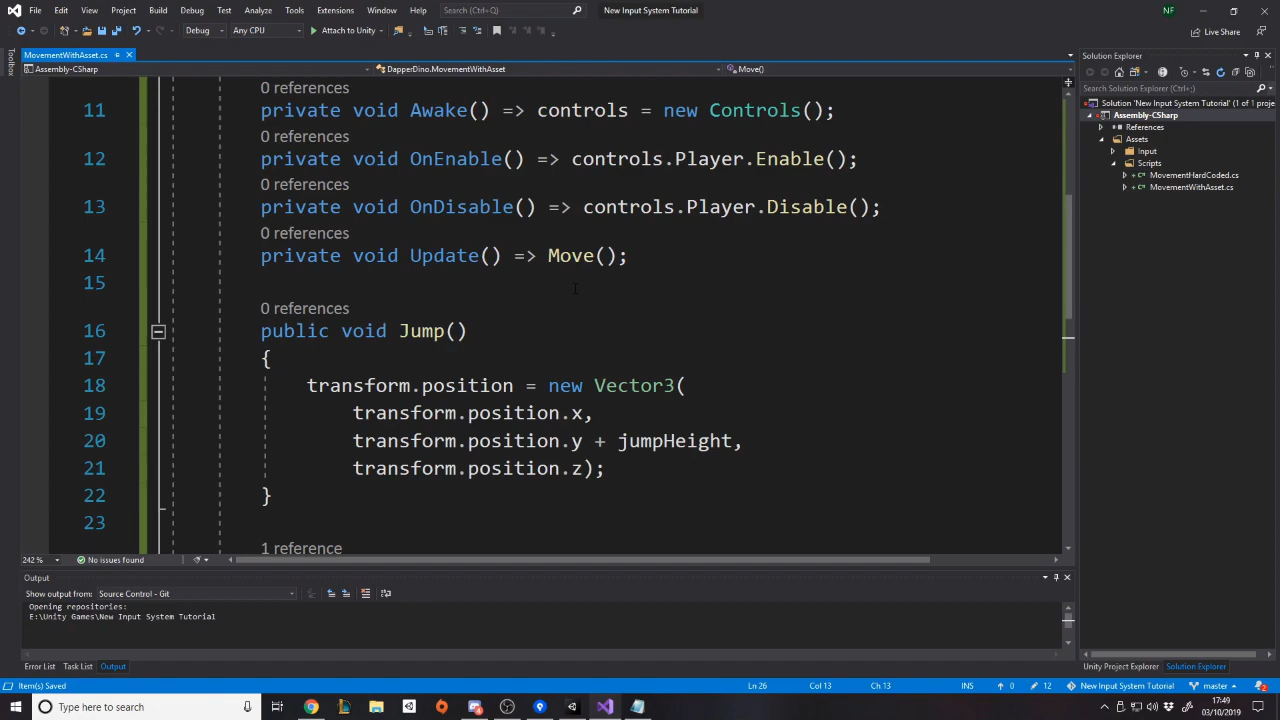 File Edit View Project Build Debug Test Analyze Tools Extensions Window Help Search (Ctrl+Q) New Input System Tutorial NF
Debug Any CPU Attach to Unity Live Share
Toolbox
MovementWithAsset.cs
Assembly-CSharp DapperDino.MovementWithAsset Move()
0 references
11 private void Awake() => controls = new Controls();
0 references
12 private void OnEnable() => controls.Player.Enable();
0 references
13 private void OnDisable() => controls.Player.Disable();
0 references
14 private void Update() => Move();
15
0 references
16 public void Jump()
17 {
18 transform.position = new Vector3(
19 transform.position.x,
20 transform.position.y + jumpHeight,
21 transform.position.z);
22 }
23
1 reference
242 % No issues found
Output
Show output from: Source Control - Git
Opening repositories:
E:\Unity Games\New Input System Tutorial
Error List Task List Output
Solution Explorer
Search Solution Explorer (Ctrl+;)
Solution 'New Input System Tutorial' (1 of 1 proje
Assembly-CSharp
References
Assets
Input
Scripts
MovementHardCoded.cs
MovementWithAsset.cs
Unity Project Explorer Solution Explorer
Item(s) Saved Ln 26 Col 13 Ch 13 INS 0 12 New Input System Tutorial master 2
Type here to search
17:49
03/10/2019